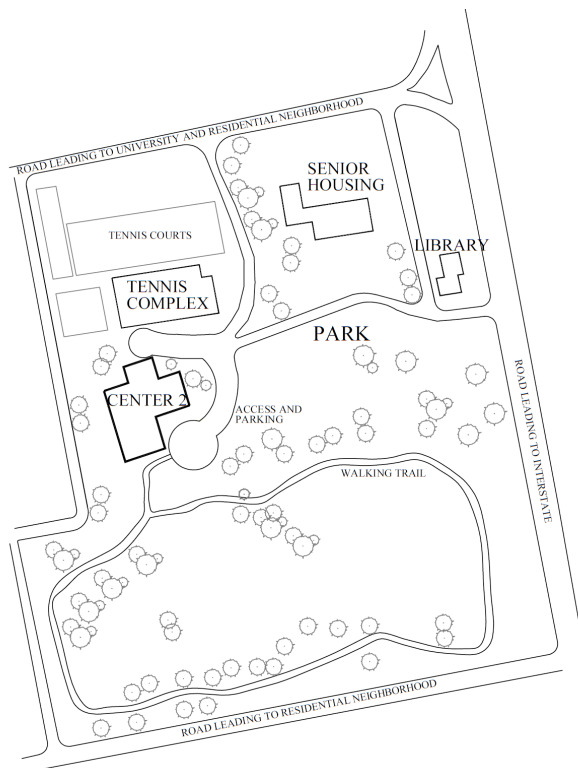 ROAD LEADING TO UNIVERSITY AND RESIDENTIAL NEIGHBORHOOD
SENIOR
HOUSING
TENNIS COURTS
LIBRARY
TENNIS
COMPLEX
PARK
CENTER 2
ACCESS AND
PARKING
ROAD LEADING TO INTERSTATE
WALKING TRAIL
ROAD LEADING TO RESIDENTIAL NEIGHBORHOOD